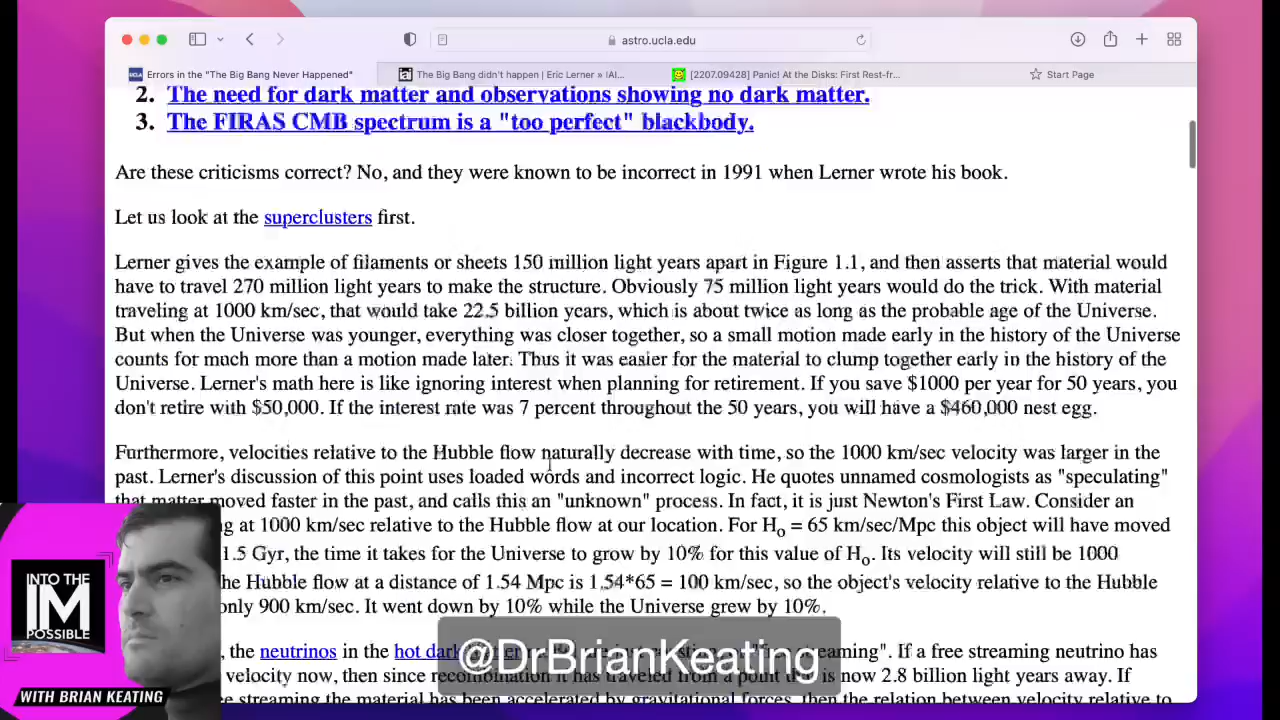 astro.ucla.edu
UCLA Errors in the "The Big Bang Never Happened"
The Big Bang didn't happen | Eric Lerner » IAI...
[2207.09428] Panic! At the Disks: First Rest-fr...
Start Page
2. The need for dark matter and observations showing no dark matter.
3. The FIRAS CMB spectrum is a "too perfect" blackbody.
Are these criticisms correct? No, and they were known to be incorrect in 1991 when Lerner wrote his book.
Let us look at the superclusters first.
Lerner gives the example of filaments or sheets 150 million light years apart in Figure 1.1, and then asserts that material would
have to travel 270 million light years to make the structure. Obviously 75 million light years would do the trick. With material
traveling at 1000 km/sec, that would take 22.5 billion years, which is about twice as long as the probable age of the Universe.
But when the Universe was younger, everything was closer together, so a small motion made early in the history of the Universe
counts for much more than a motion made later. Thus it was easier for the material to clump together early in the history of the
Universe. Lerner's math here is like ignoring interest when planning for retirement. If you save $1000 per year for 50 years, you
don't retire with $50,000. If the interest rate was 7 percent throughout the 50 years, you will have a $460,000 nest egg.
Furthermore, velocities relative to the Hubble flow naturally decrease with time, so the 1000 km/sec velocity was larger in the
past. Lerner's discussion of this point uses loaded words and incorrect logic. He quotes unnamed cosmologists as "speculating"
that matter moved faster in the past, and calls this an "unknown" process. In fact, it is just Newton's First Law. Consider an
at 1000 km/sec relative to the Hubble flow at our location. For Ho = 65 km/sec/Mpc this object will have moved
1.5 Gyr, the time it takes for the Universe to grow by 10% for this value of Ho. Its velocity will still be 1000
Hubble flow at a distance of 1.54 Mpc is 1.54*65 = 100 km/sec, so the object's velocity relative to the Hubble
only 900 km/sec. It went down by 10% while the Universe grew by 10%.
the neutrinos in the hot dark streaming". If a free streaming neutrino has
velocity now, then since recombination it has traveled from a point is now 2.8 billion light years away. If
streaming the material has been accelerated by gravitational forces, then the relation between velocity relative to
@DrBrianKeating
INTO THE
IM
POSSIBLE
WITH BRIAN KEATING